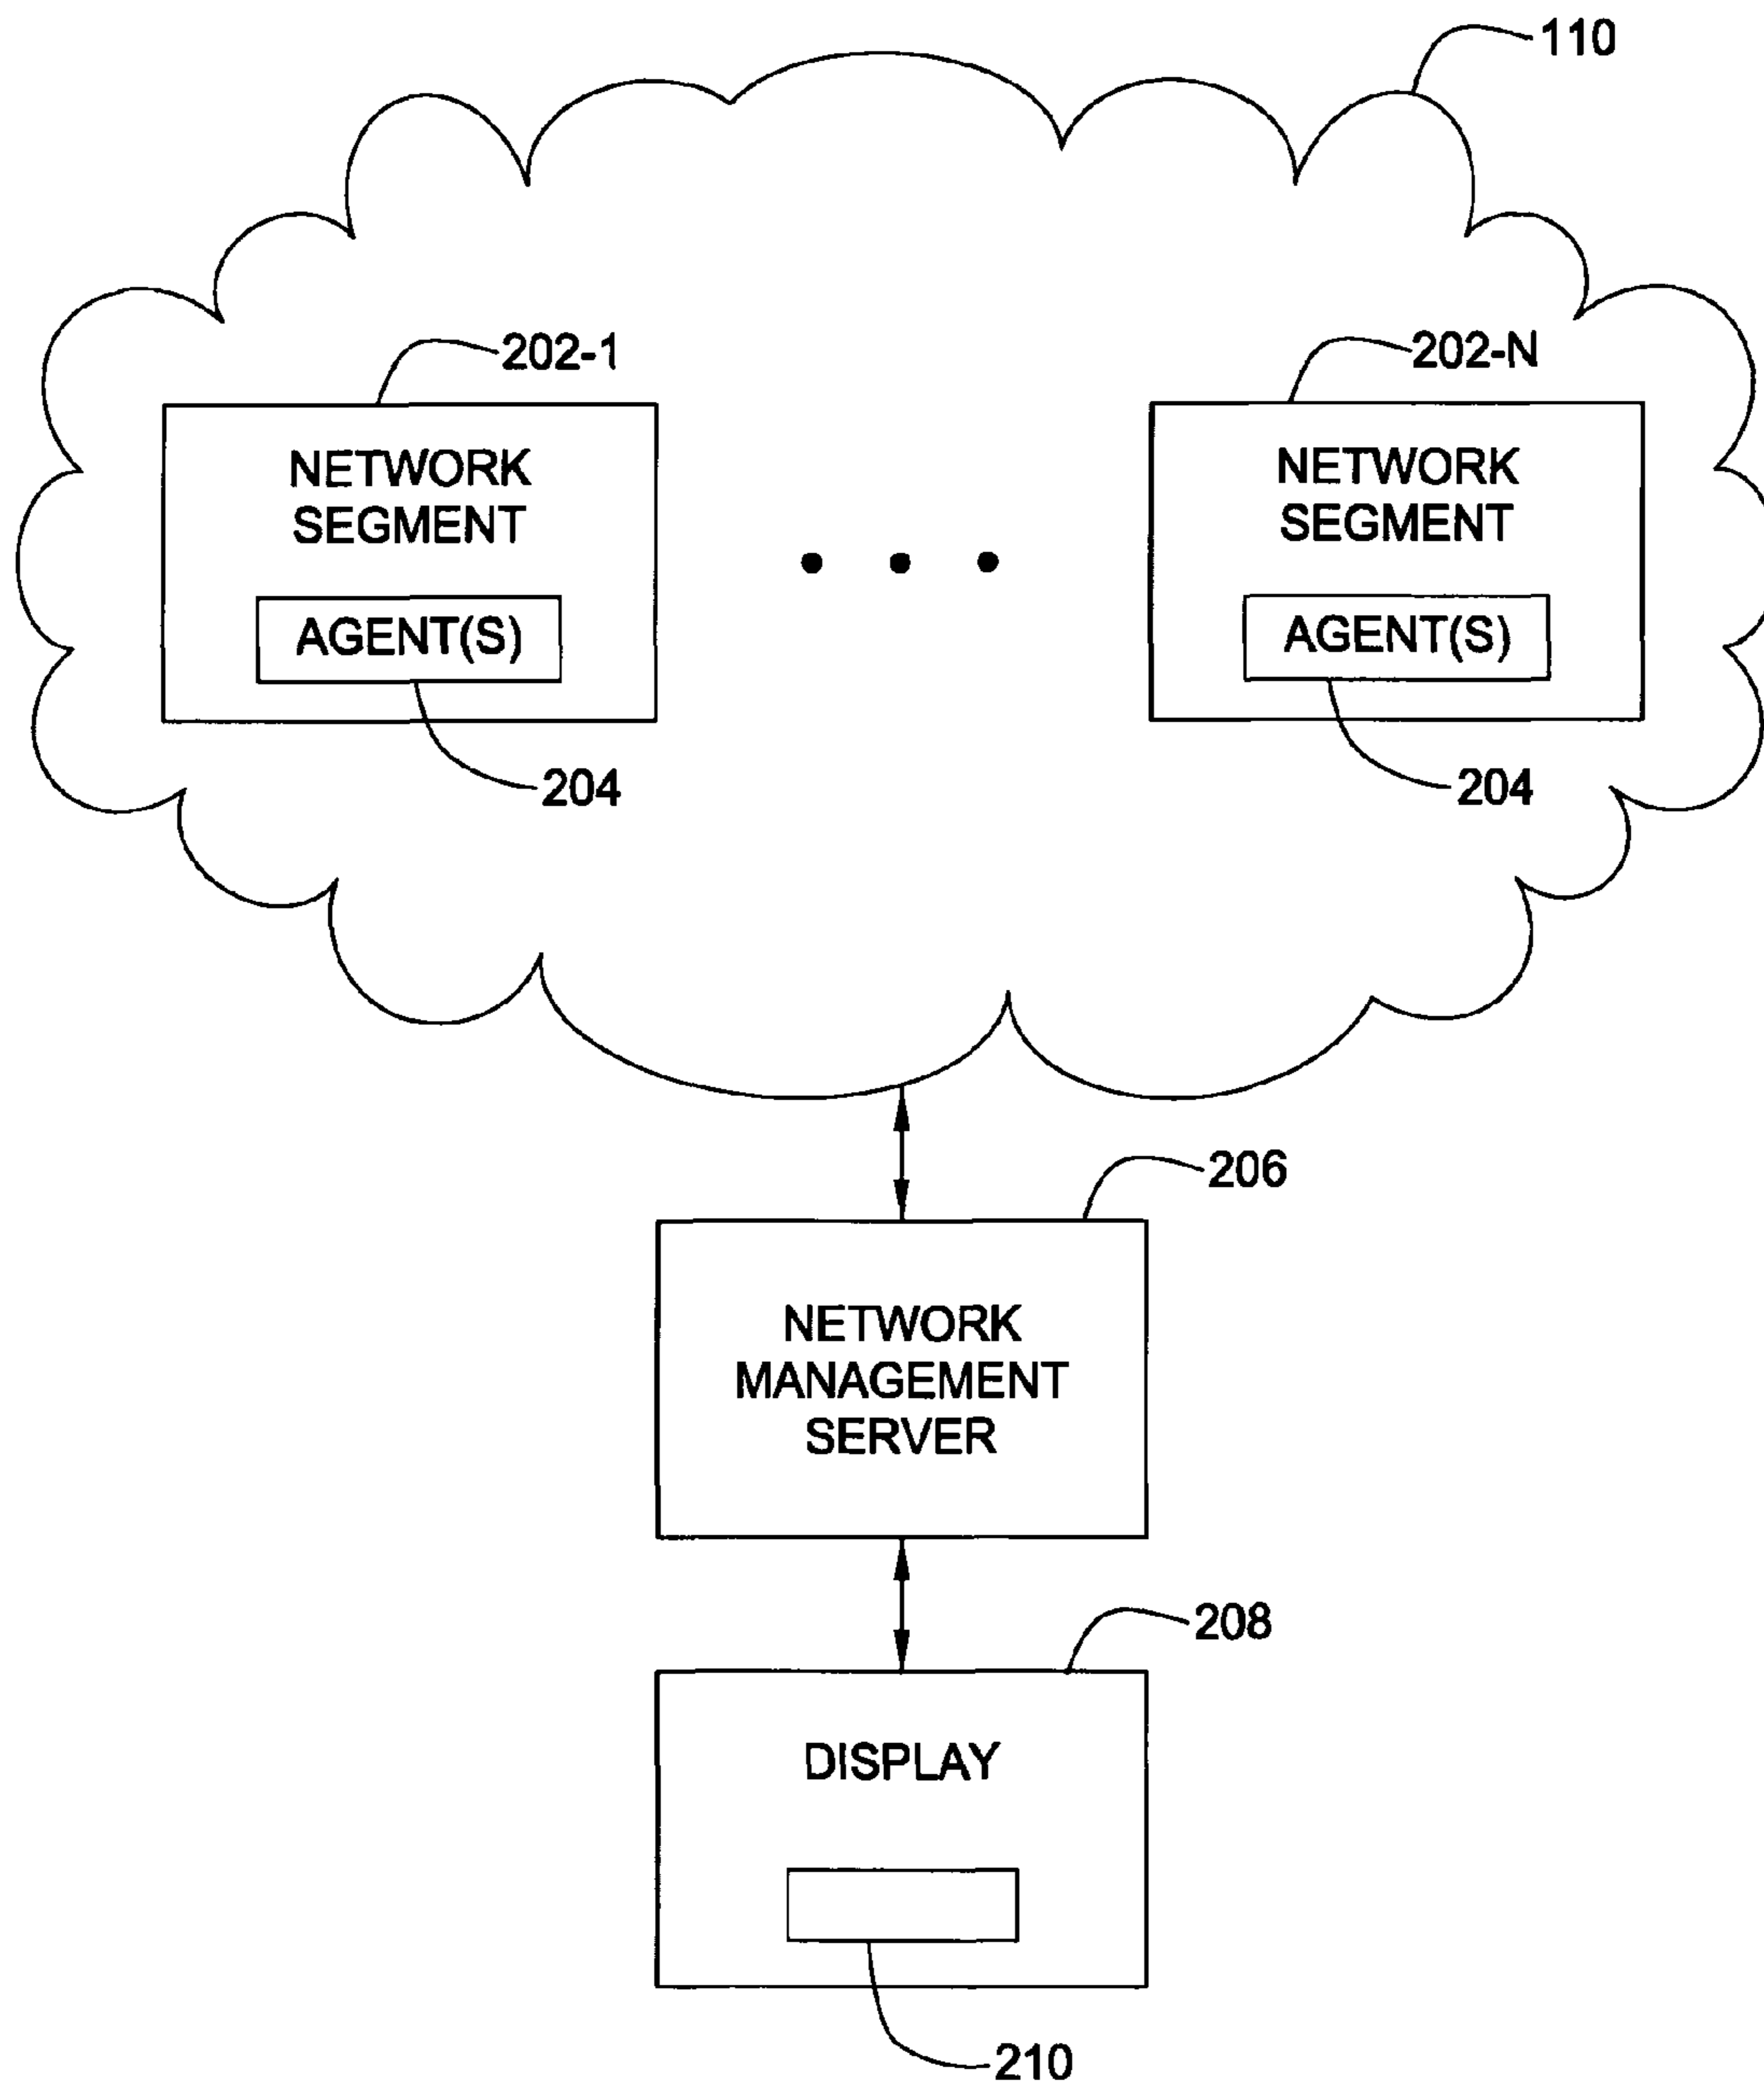 110
202-1
202-N
NETWORK
SEGMENT
AGENT(S)
204
NETWORK
SEGMENT
AGENT(S)
204
206
NETWORK
MANAGEMENT
SERVER
208
DISPLAY
210